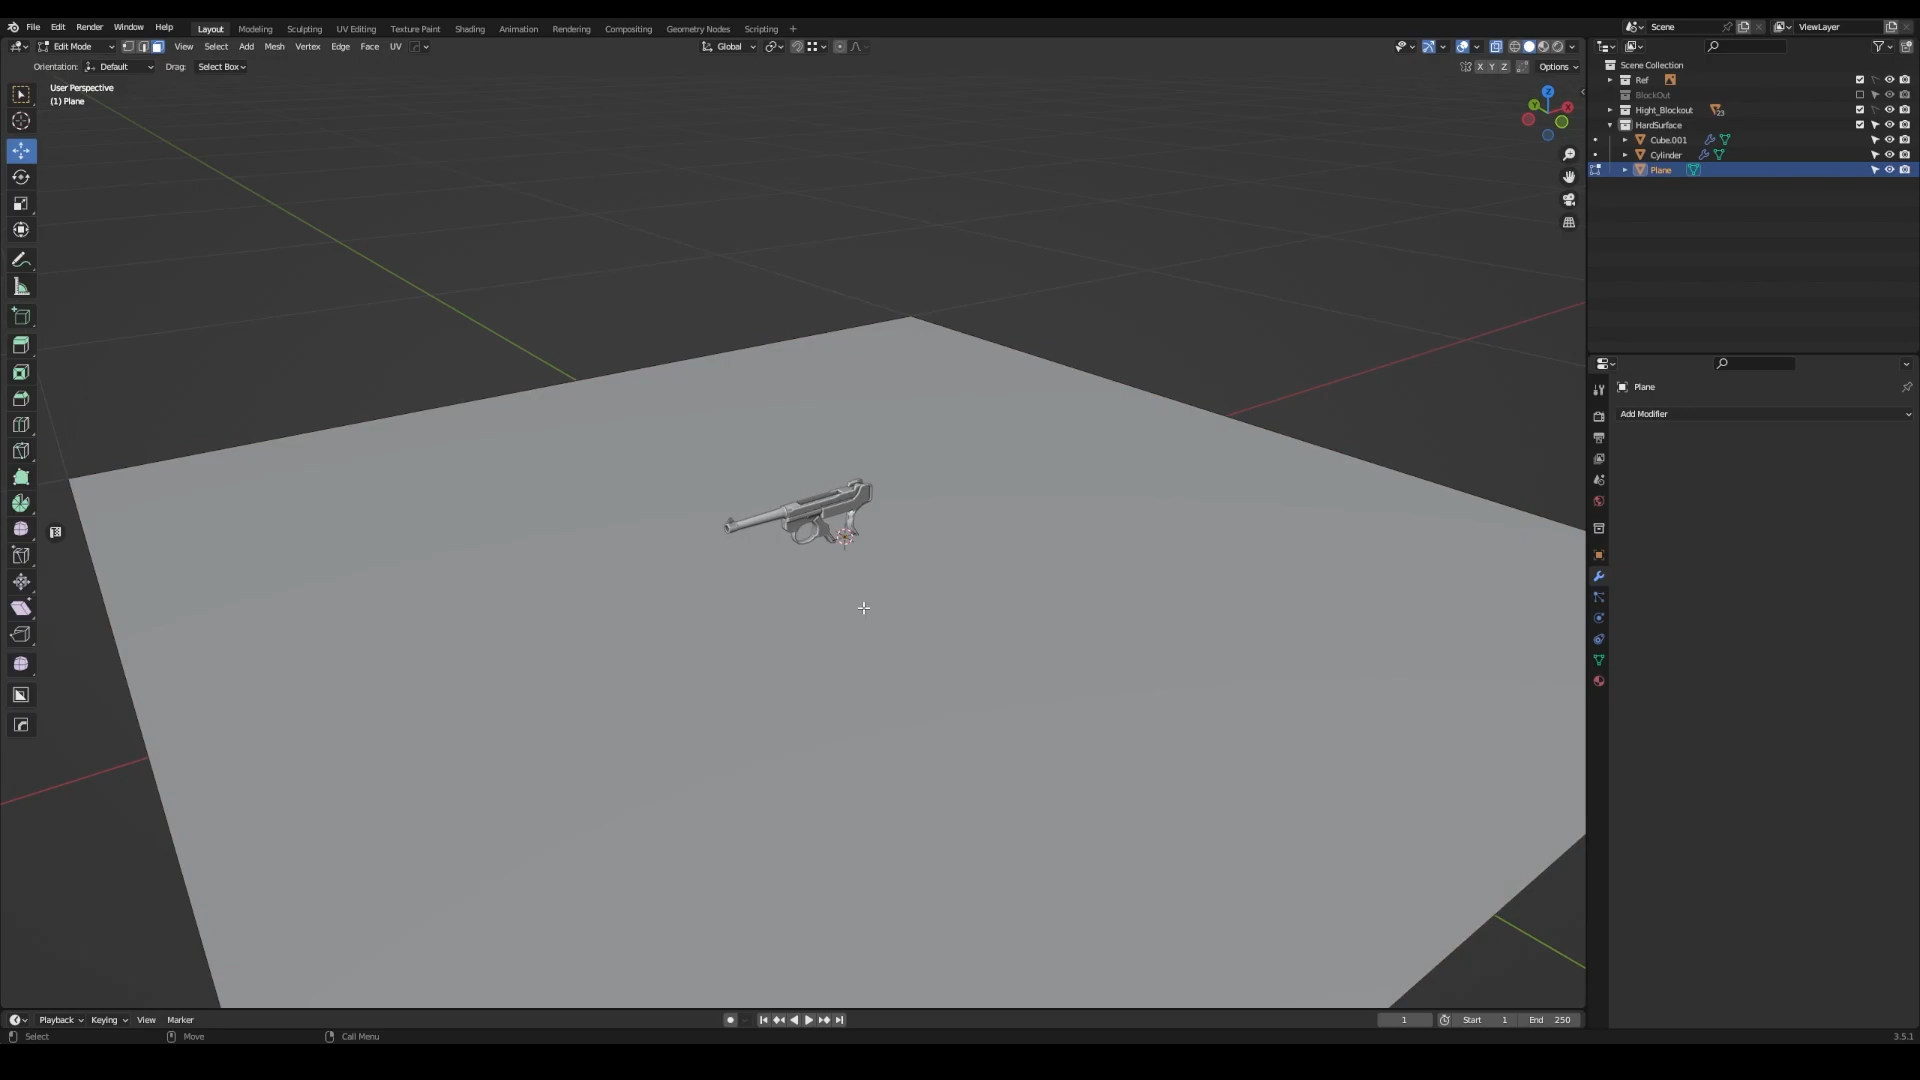 File Edit Render Window Help Layout Modeling Sculpting UV Editing Texture Paint Shading Animation Rendering Compositing Geometry Nodes Scripting + Scene ViewLayer
Edit Mode View Select Add Mesh Vertex Edge Face UV Global
Orientation: Default Drag: Select Box X Y Z Options
Scene Collection
Ref
BlockOut
Hight_Blockout 23
HardSurface
Cube.001
Cylinder
Plane
User Perspective
(1) Plane
Z
Y
X
Plane
Add Modifier
Playback Keying View Marker 1 Start 1 End 250
Select Move Call Menu 3.5.1